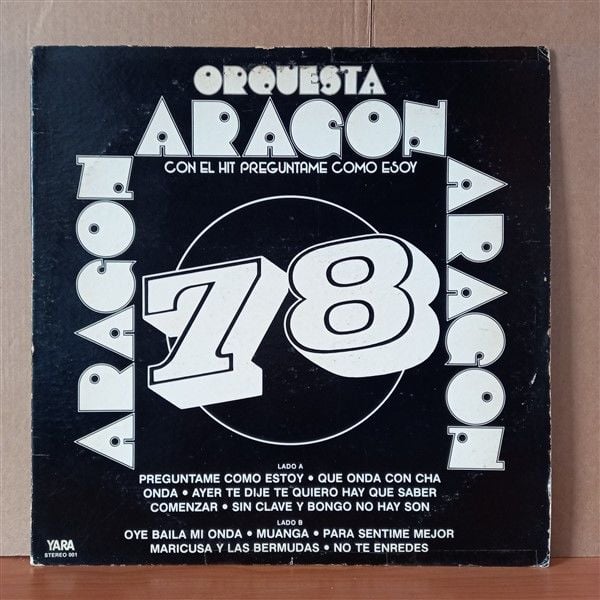 ORQUESTA
ARAGON
CON EL HIT PREGUNTAME COMO ESOY
ARAGON
ARAGON
78
LADO A
PREGUNTAME COMO ESTOY • QUE ONDA CON CHA
ONDA • AYER TE DIJE TE QUIERO HAY QUE SABER
COMENZAR • SIN CLAVE Y BONGO NO HAY SON
LADO B
OYE BAILA MI ONDA • MUANGA • PARA SENTIME MEJOR
MARICUSA Y LAS BERMUDAS • NO TE ENREDES
YARA
STEREO 001